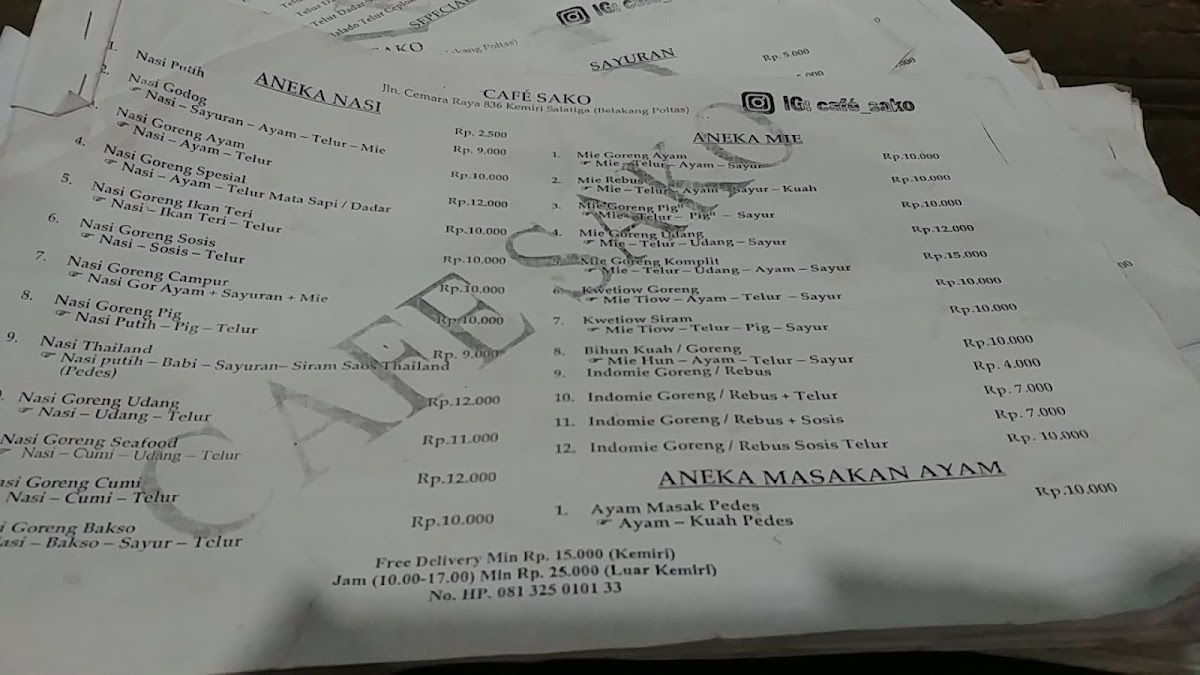 Telur Dadar
SEPECIAL
IG: café_sako
SAYURAN
Rp. 5.000
CAFÉ SAKO
Jln. Cemara Raya 836 Kemiri Salatiga (Belakang Poltas)
IG: café_sako
ANEKA NASI
1. Nasi Putih Rp. 2.500
2. Nasi Godog Rp. 9.000
☞ Nasi – Sayuran – Ayam – Telur – Mie
Nasi Goreng Ayam Rp.10.000
☞ Nasi – Ayam – Telur
4. Nasi Goreng Spesial Rp.12.000
☞ Nasi – Ayam – Telur Mata Sapi / Dadar
5. Nasi Goreng Ikan Teri Rp.10.000
☞ Nasi – Ikan Teri – Telur
6. Nasi Goreng Sosis Rp.10.000
☞ Nasi – Sosis – Telur
7. Nasi Goreng Campur Rp.10.000
☞ Nasi Gor Ayam + Sayuran + Mie
8. Nasi Goreng Pig Rp.10.000
☞ Nasi Putih – Pig – Telur
9. Nasi Thailand Rp. 9.000
☞ Nasi putih – Babi – Sayuran– Siram Saos Thailand
(Pedes)
Nasi Goreng Udang Rp.12.000
☞ Nasi – Udang – Telur
Nasi Goreng Seafood Rp.11.000
☞ Nasi – Cumi – Udang – Telur
asi Goreng Cumi Rp.12.000
Nasi – Cumi – Telur
i Goreng Bakso Rp.10.000
asi – Bakso – Sayur – Telur
ANEKA MIE
1. Mie Goreng Ayam Rp.10.000
☞ Mie – Telur – Ayam – Sayur
2. Mie Rebus Rp.10.000
☞ Mie – Telur – Ayam – Sayur – Kuah
3. Mie Goreng Pig" Rp.10.000
☞ Mie – Telur – Pig" – Sayur
4. Mie Goreng Udang Rp.12.000
☞ Mie – Telur – Udang – Sayur
5. Mie Goreng Komplit Rp.15.000
☞ Mie – Telur – Udang – Ayam – Sayur
6. Kwetiow Goreng Rp.10.000
☞ Mie Tiow – Ayam – Telur – Sayur
7. Kwetiow Siram Rp.10.000
☞ Mie Tiow – Telur – Pig – Sayur
8. Bihun Kuah / Goreng Rp.10.000
☞ Mie Hun – Ayam – Telur – Sayur
9. Indomie Goreng / Rebus Rp. 4.000
10. Indomie Goreng / Rebus + Telur Rp. 7.000
11. Indomie Goreng / Rebus + Sosis Rp. 7.000
12. Indomie Goreng / Rebus Sosis Telur Rp. 10.000
ANEKA MASAKAN AYAM
1. Ayam Masak Pedes Rp.10.000
☞ Ayam – Kuah Pedes
CAFE SAKO
Free Delivery Min Rp. 15.000 (Kemiri)
Jam (10.00-17.00) Min Rp. 25.000 (Luar Kemiri)
No. HP. 081 325 0101 33